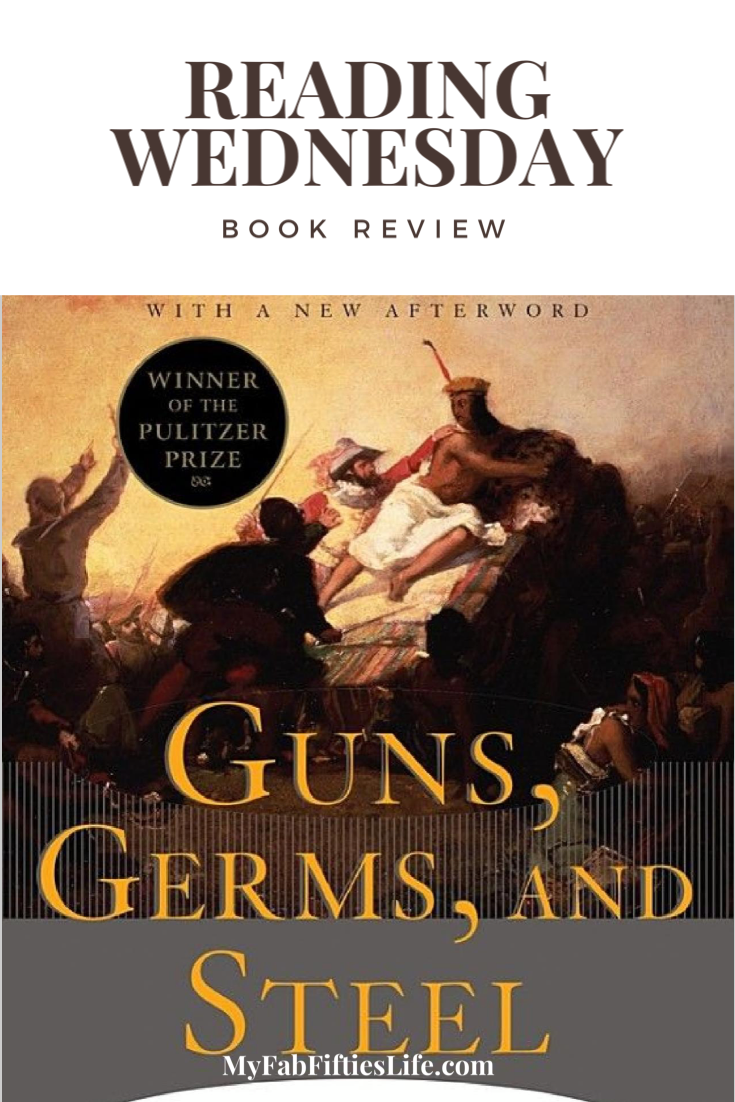 READING
WEDNESDAY
BOOK REVIEW
WITH A NEW AFTERWORD
WINNER
OF THE
PULITZER
PRIZE
GUNS,
GERMS, AND
STEEL
MyFabFiftiesLife.com